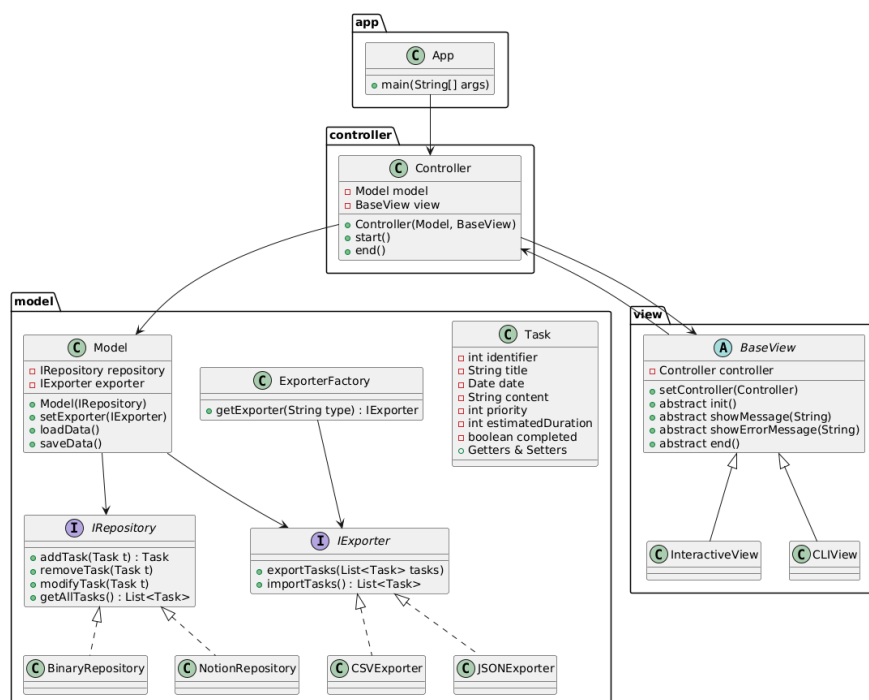 app
C App
main(String[] args)
controller
C Controller
Model model
BaseView view
Controller(Model, BaseView)
start()
end()
model
C Model
IRepository repository
IExporter exporter
Model(IRepository)
setExporter(IExporter)
loadData()
saveData()
C ExporterFactory
getExporter(String type) : IExporter
C Task
int identifier
String title
Date date
String content
int priority
int estimatedDuration
boolean completed
Getters & Setters
I IRepository
addTask(Task t) : Task
removeTask(Task t)
modifyTask(Task t)
getAllTasks() : List<Task>
I IExporter
exportTasks(List<Task> tasks)
importTasks() : List<Task>
C BinaryRepository
C NotionRepository
C CSVExporter
C JSONExporter
view
A BaseView
Controller controller
setController(Controller)
abstract init()
abstract showMessage(String)
abstract showErrorMessage(String)
abstract end()
C InteractiveView
C CLIView